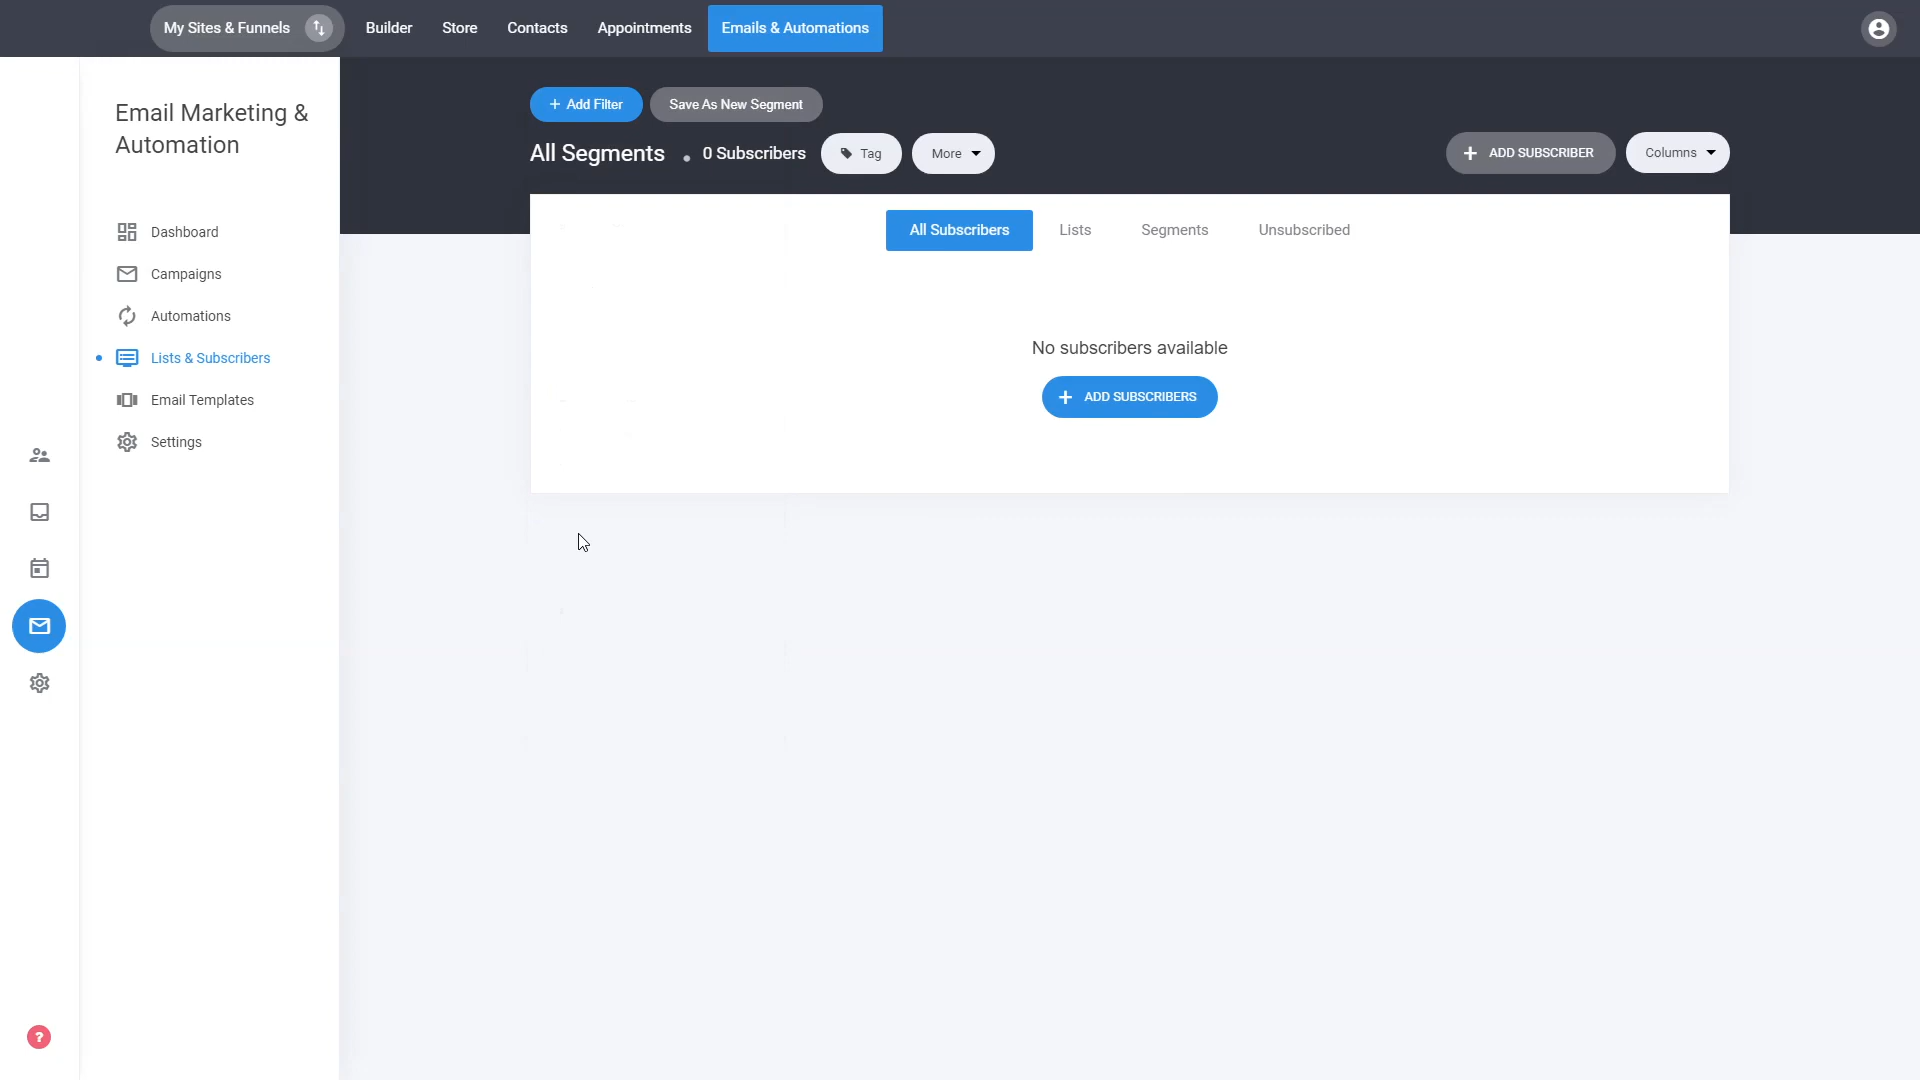 My Sites & Funnels
Builder
Store
Contacts
Appointments
Emails & Automations
Email Marketing &
Automation
Dashboard
Campaigns
Automations
Lists & Subscribers
Email Templates
Settings
?
+ Add Filter
Save As New Segment
All Segments • 0 Subscribers
Tag
More
+ ADD SUBSCRIBER
Columns
All Subscribers
Lists
Segments
Unsubscribed
No subscribers available
+ ADD SUBSCRIBERS